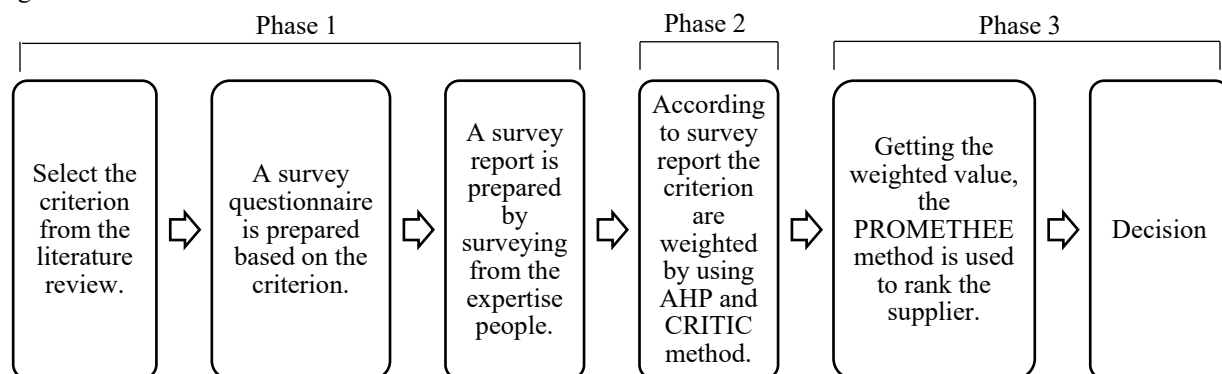 Phase 1
Phase 2
Phase 3
Select the
criterion
from the
literature
review.
A survey
questionnaire
is prepared
based on the
criterion.
A survey
report is
prepared
by
surveying
from the
expertise
people.
According
to survey
report the
criterion
are
weighted
by using
AHP and
CRITIC
method.
Getting the
weighted value,
the
PROMETHEE
method is used
to rank the
supplier.
Decision